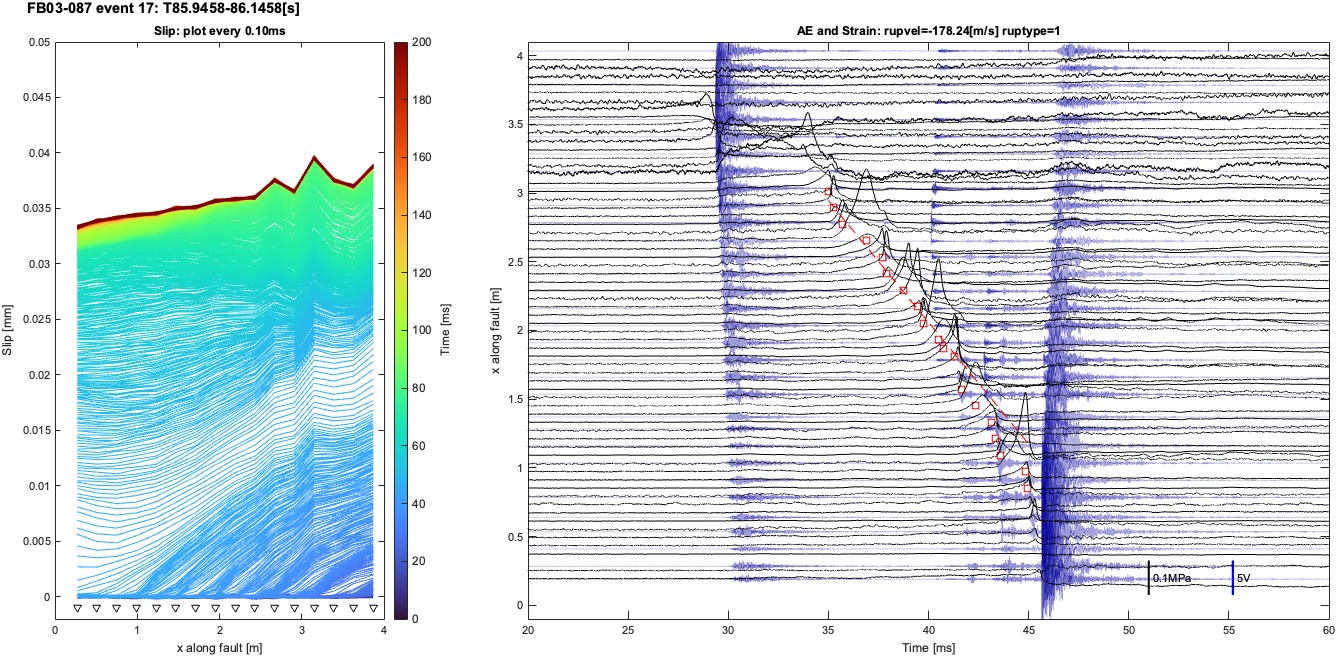 FB03-087 event 17: T85.9458-86.1458[s]
Slip: plot every 0.10ms
0.05
0.045
0.04
0.035
0.03
0.025
0.02
0.015
0.01
0.005
0
Slip [mm]
0 1 2 3 4
x along fault [m]
200
180
160
140
120
100
80
60
40
20
0
Time [ms]
AE and Strain: rupvel=-178.24[m/s] ruptype=1
4
3.5
3
2.5
2
1.5
1
0.5
0
x along fault [m]
0.1MPa
5V
20 25 30 35 40 45 50 55 60
Time [ms]